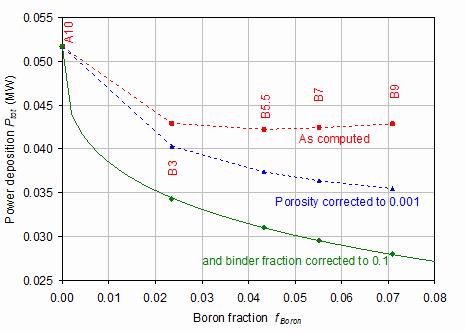 0.055
0.050
0.045
0.040
0.035
0.030
0.025
Power deposition P tot (MW)
A10
B3
B5.5
B7
B9
As computed
Porosity corrected to 0.001
and binder fraction corrected to 0.1
0.00 0.01 0.02 0.03 0.04 0.05 0.06 0.07 0.08
Boron fraction f Boron